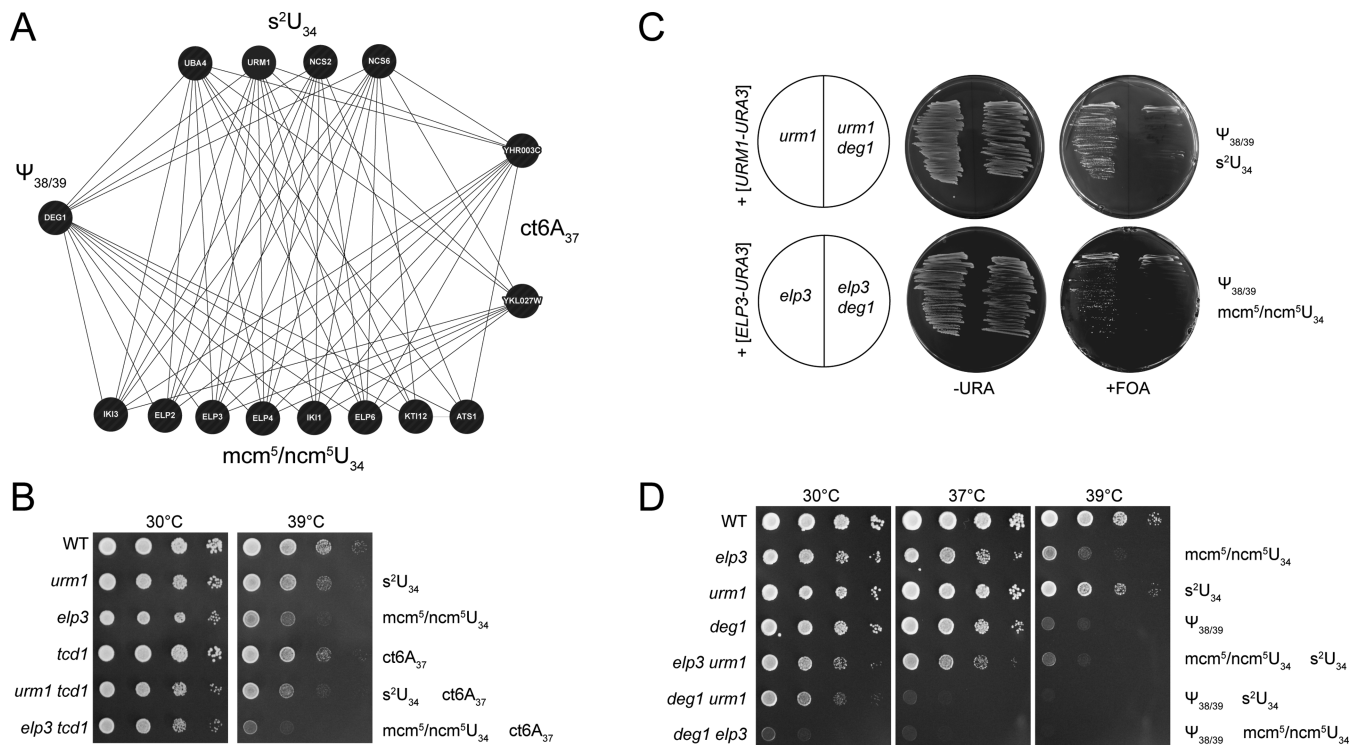 A
s²U₃₄
UBA4 URM1 NCS2 NCS6
YHR003C
Ψ₃₈/₃₉
DEG1
ct6A₃₇
YKL027W
IKI3 ELP2 ELP3 ELP4 IKI1 ELP6 KTI12 ATS1
mcm⁵/ncm⁵U₃₄
B
30°C 39°C
WT
urm1 s²U₃₄
elp3 mcm⁵/ncm⁵U₃₄
tcd1 ct6A₃₇
urm1 tcd1 s²U₃₄ ct6A₃₇
elp3 tcd1 mcm⁵/ncm⁵U₃₄ ct6A₃₇
C
+ [URM1-URA3]
urm1 urm1 deg1
Ψ₃₈/₃₉
s²U₃₄
+ [ELP3-URA3]
elp3 elp3 deg1
Ψ₃₈/₃₉
mcm⁵/ncm⁵U₃₄
-URA +FOA
D
30°C 37°C 39°C
WT
elp3 mcm⁵/ncm⁵U₃₄
urm1 s²U₃₄
deg1 Ψ₃₈/₃₉
elp3 urm1 mcm⁵/ncm⁵U₃₄ s²U₃₄
deg1 urm1 Ψ₃₈/₃₉ s²U₃₄
deg1 elp3 Ψ₃₈/₃₉ mcm⁵/ncm⁵U₃₄